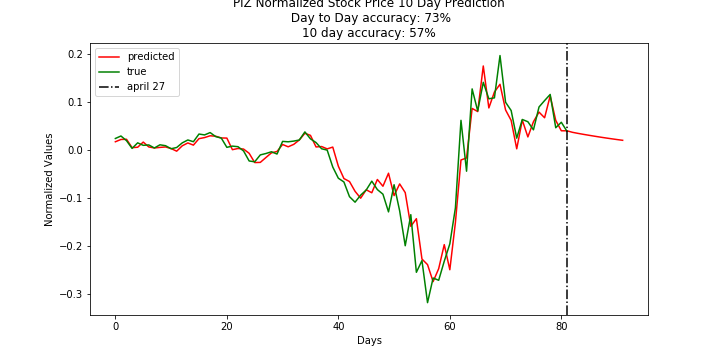 PIZ Normalized Stock Price 10 Day Prediction
Day to Day accuracy: 73%
10 day accuracy: 57%
predicted
true
april 27
Normalized Values
0.2
0.1
0.0
−0.1
−0.2
−0.3
0
20
40
60
80
Days